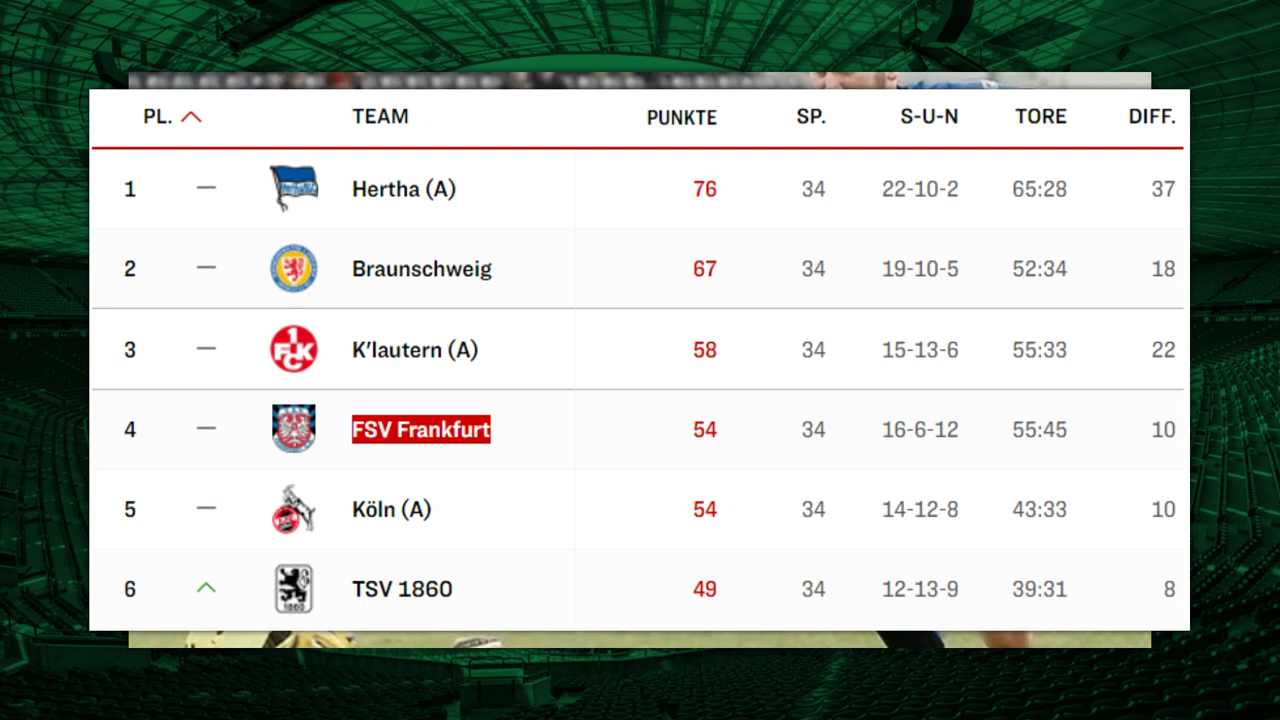 PL. TEAM PUNKTE SP. S-U-N TORE DIFF.
1 — Hertha (A) 76 34 22-10-2 65:28 37
2 — Braunschweig 67 34 19-10-5 52:34 18
3 — K'lautern (A) 58 34 15-13-6 55:33 22
4 — FSV Frankfurt 54 34 16-6-12 55:45 10
5 — Köln (A) 54 34 14-12-8 43:33 10
6 TSV 1860 49 34 12-13-9 39:31 8
1
FCK
1860